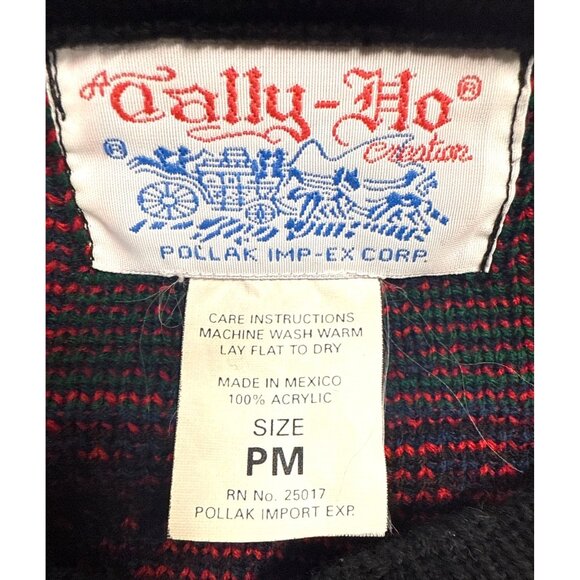 A Tally-Ho ®
Creation
®
POLLAK IMP-EX CORP.
CARE INSTRUCTIONS
MACHINE WASH WARM
LAY FLAT TO DRY
MADE IN MEXICO
100% ACRYLIC
SIZE
PM
RN No. 25017
POLLAK IMPORT EXP.